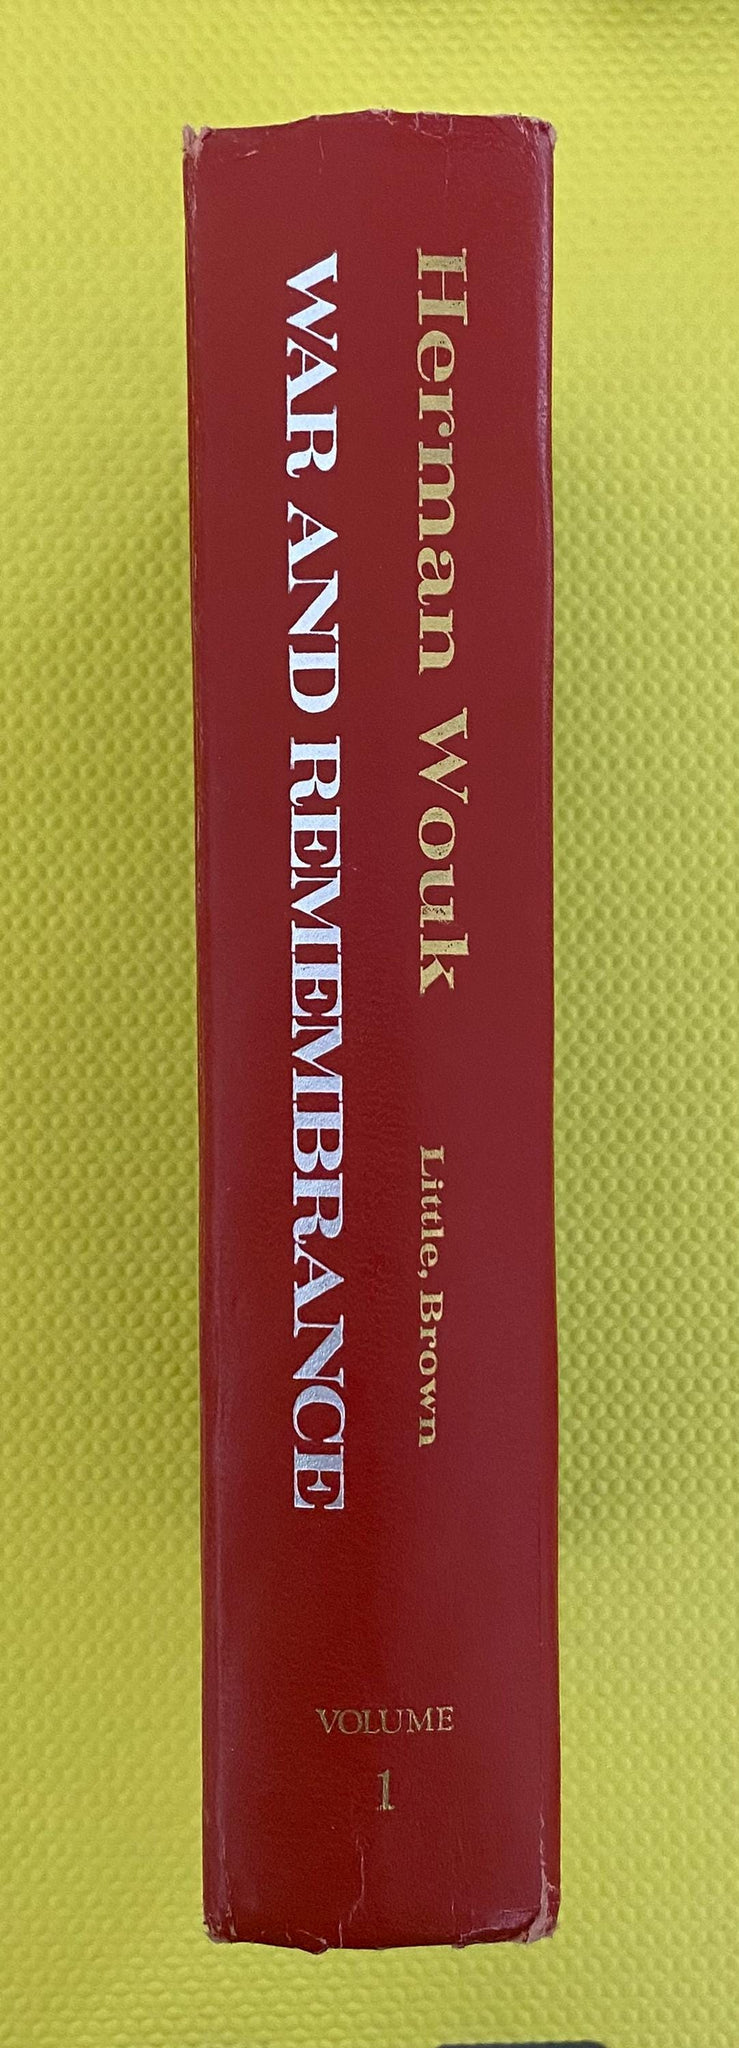 Herman Wouk Little, Brown
WAR AND REMEMBRANCE
VOLUME
1